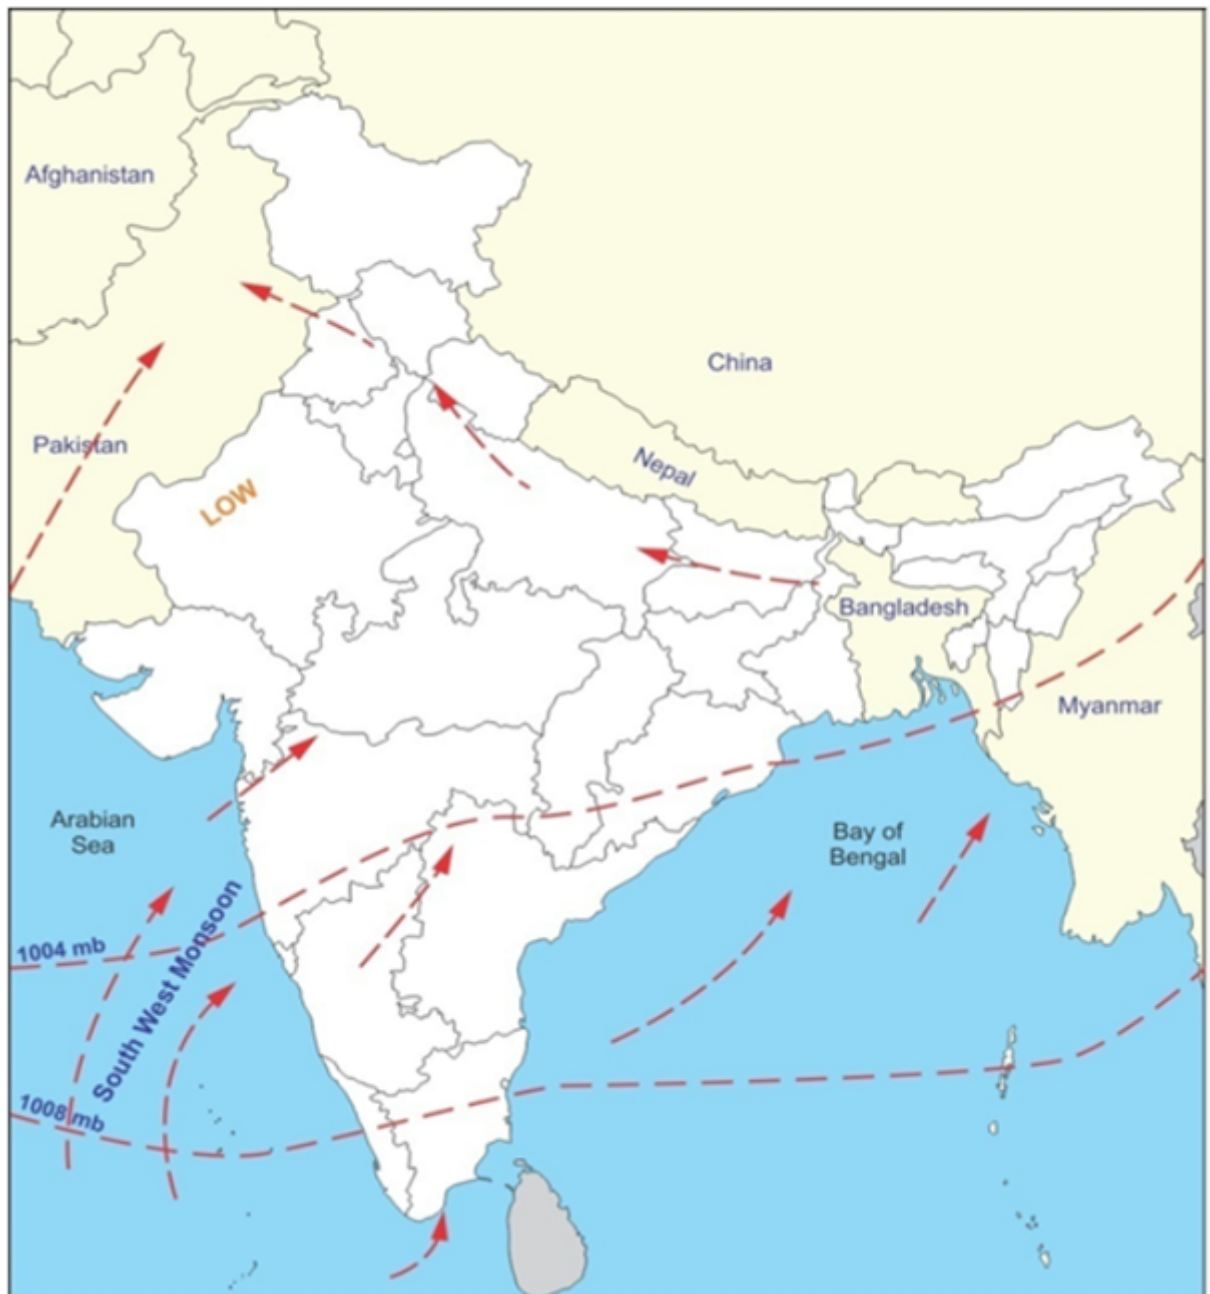 Afghanistan
China
Pakistan
Nepal
LOW
Bangladesh
Myanmar
Arabian
Sea
Bay of
Bengal
1004 mb
South West Monsoon
1008 mb